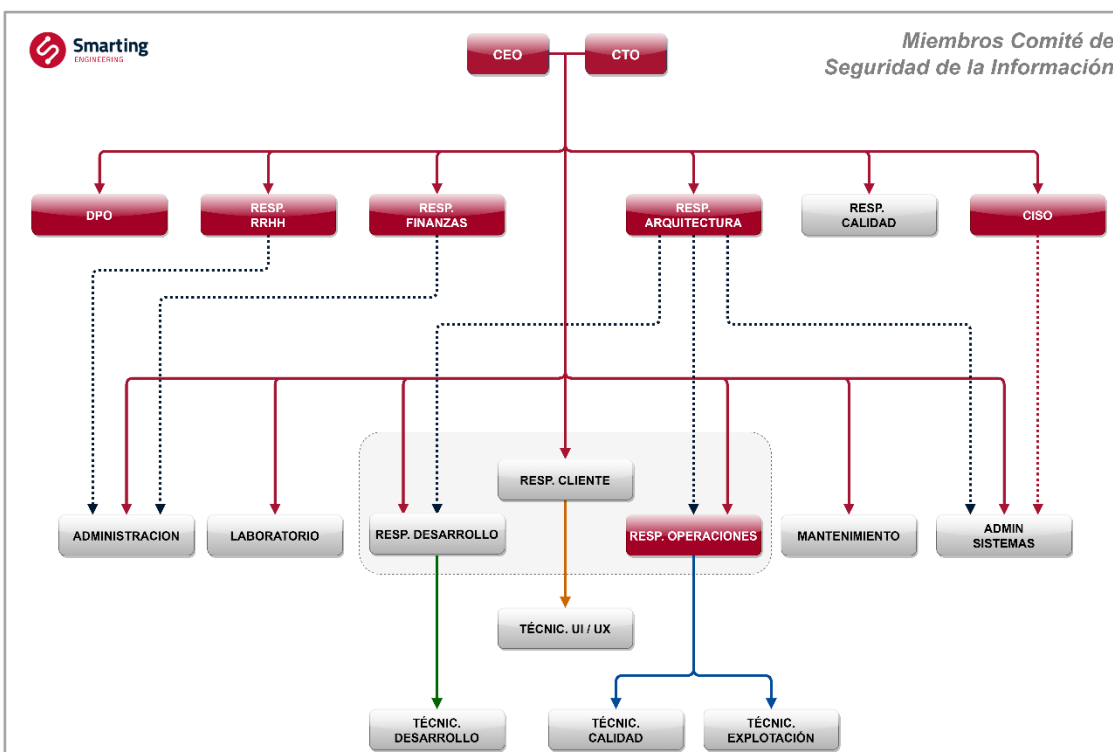 Smarting
ENGINEERING
CEO
CTO
Miembros Comité de
Seguridad de la Información
DPO
RESP.
RRHH
RESP.
FINANZAS
RESP.
ARQUITECTURA
RESP.
CALIDAD
CISO
RESP. CLIENTE
ADMINISTRACION
LABORATORIO
RESP. DESARROLLO
RESP. OPERACIONES
MANTENIMIENTO
ADMIN
SISTEMAS
TÉCNIC. UI / UX
TÉCNIC.
DESARROLLO
TÉCNIC.
CALIDAD
TÉCNIC.
EXPLOTACIÓN